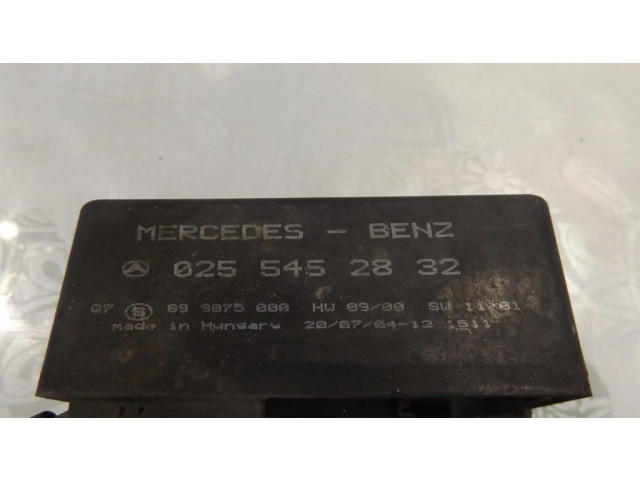 MERCEDES - BENZ
025 545 28 32
Q7 S 89 9075 000 HW 09/00 SW 11/01
made in Hungary 20/07/04-12 1511